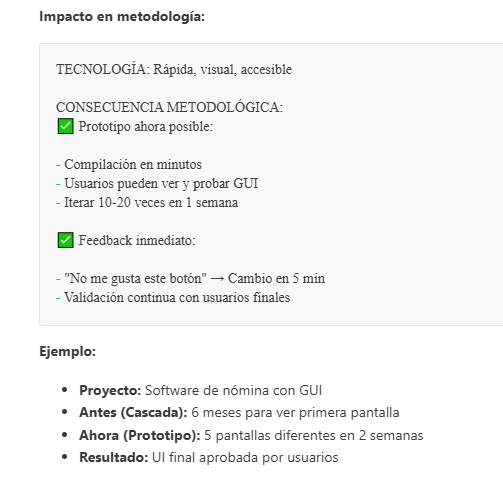 Impacto en metodología:
TECNOLOGÍA: Rápida, visual, accesible
CONSECUENCIA METODOLÓGICA:
✅ Prototipo ahora posible:
- Compilación en minutos
- Usuarios pueden ver y probar GUI
- Iterar 10-20 veces en 1 semana
✅ Feedback inmediato:
- "No me gusta este botón" → Cambio en 5 min
- Validación continua con usuarios finales
Ejemplo:
• Proyecto: Software de nómina con GUI
• Antes (Cascada): 6 meses para ver primera pantalla
• Ahora (Prototipo): 5 pantallas diferentes en 2 semanas
• Resultado: UI final aprobada por usuarios